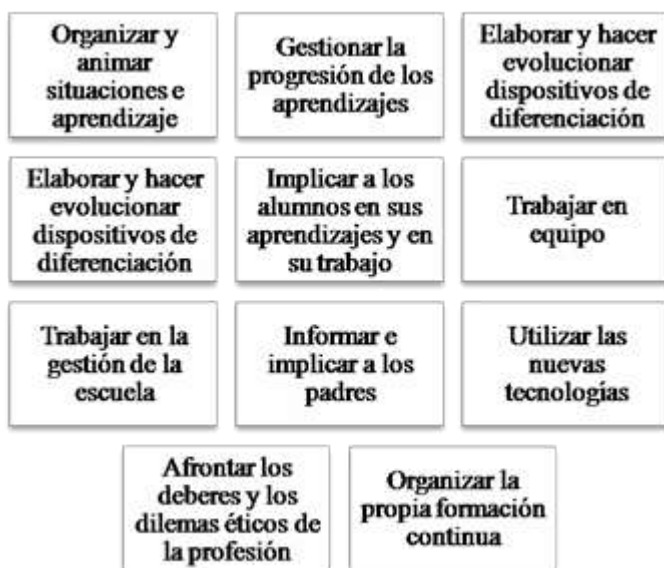 Organizar y
animar
situaciones e
aprendizaje
Gestionar la
progresión de los
aprendizajes
Elaborar y hacer
evolucionar
dispositivos de
diferenciación
Elaborar y hacer
evolucionar
dispositivos de
diferenciación
Implicar a los
alumnos en sus
aprendizajes y en
su trabajo
Trabajar en
equipo
Trabajar en la
gestión de la
escuela
Informar e
implicar a los
padres
Utilizar las
nuevas
tecnologías
Afrontar los
deberes y los
dilemas éticos de
la profesión
Organizar la
propia formación
continua